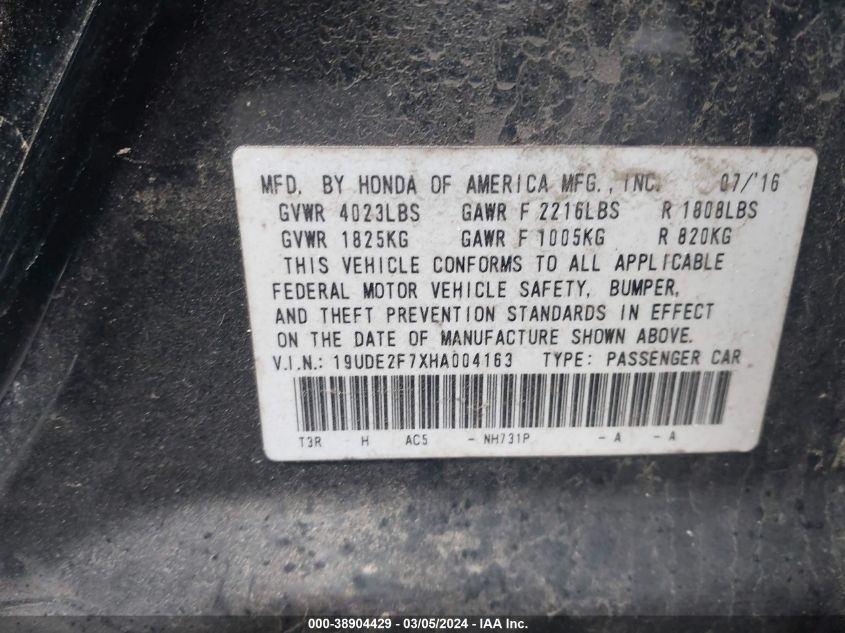 MFD. BY HONDA OF AMERICA MFG., INC. 07/'16
GVWR 4023LBS GAWR F 2216LBS R 1808LBS
GVWR 1825KG GAWR F 1005KG R 820KG
THIS VEHICLE CONFORMS TO ALL APPLICABLE
FEDERAL MOTOR VEHICLE SAFETY, BUMPER,
AND THEFT PREVENTION STANDARDS IN EFFECT
ON THE DATE OF MANUFACTURE SHOWN ABOVE.
V.I.N.: 19UDE2F7XHA004163 TYPE: PASSENGER CAR
T3R H AC5 - NH731P - A - A
000-38904429 - 03/05/2024 - IAA Inc.